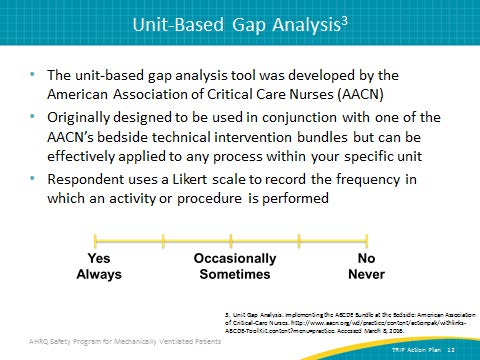 Unit-Based Gap Analysis3
• The unit-based gap analysis tool was developed by the
American Association of Critical Care Nurses (AACN)
• Originally designed to be used in conjunction with one of the
AACN's bedside technical intervention bundles but can be
effectively applied to any process within your specific unit
• Respondent uses a Likert scale to record the frequency in
which an activity or procedure is performed
Yes Occasionally No
Always Sometimes Never
3. Unit Gap Analysis. Implementing the ABCDE Bundle at the Bedside: American Association
of Critical-Care Nurses. http://www.aacn.org/wd/practice/content/actionpak/withlinks-
ABCDE-ToolKit.content?menu=practice. Accessed March 8, 2016.
AHRQ Safety Program for Mechanically Ventilated Patients
TRIP Action Plan 12